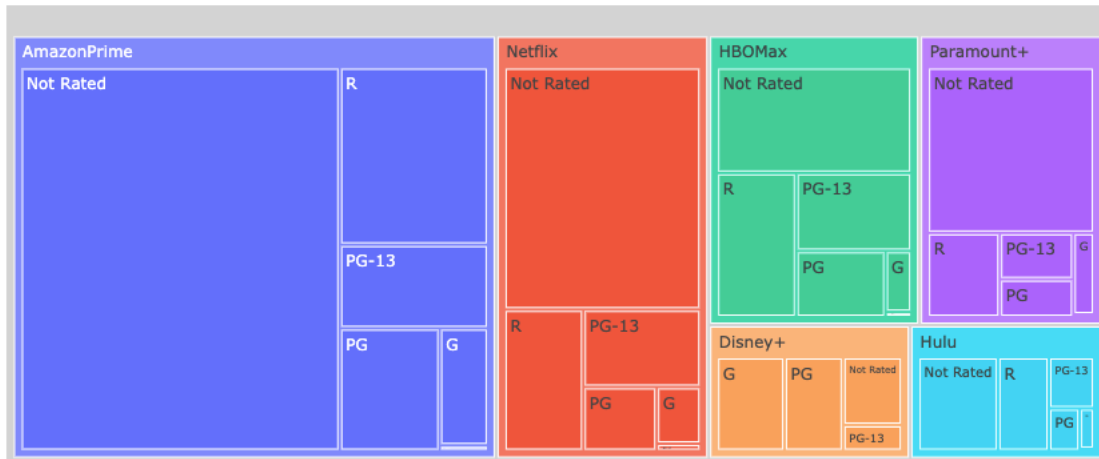 AmazonPrime
Not Rated
R
PG-13
PG
G
Netflix
Not Rated
R
PG-13
PG
G
HBOMax
Not Rated
R
PG-13
PG
G
Paramount+
Not Rated
R
PG-13
PG
G
Disney+
G
PG
Not Rated
PG-13
Hulu
Not Rated
R
PG-13
PG